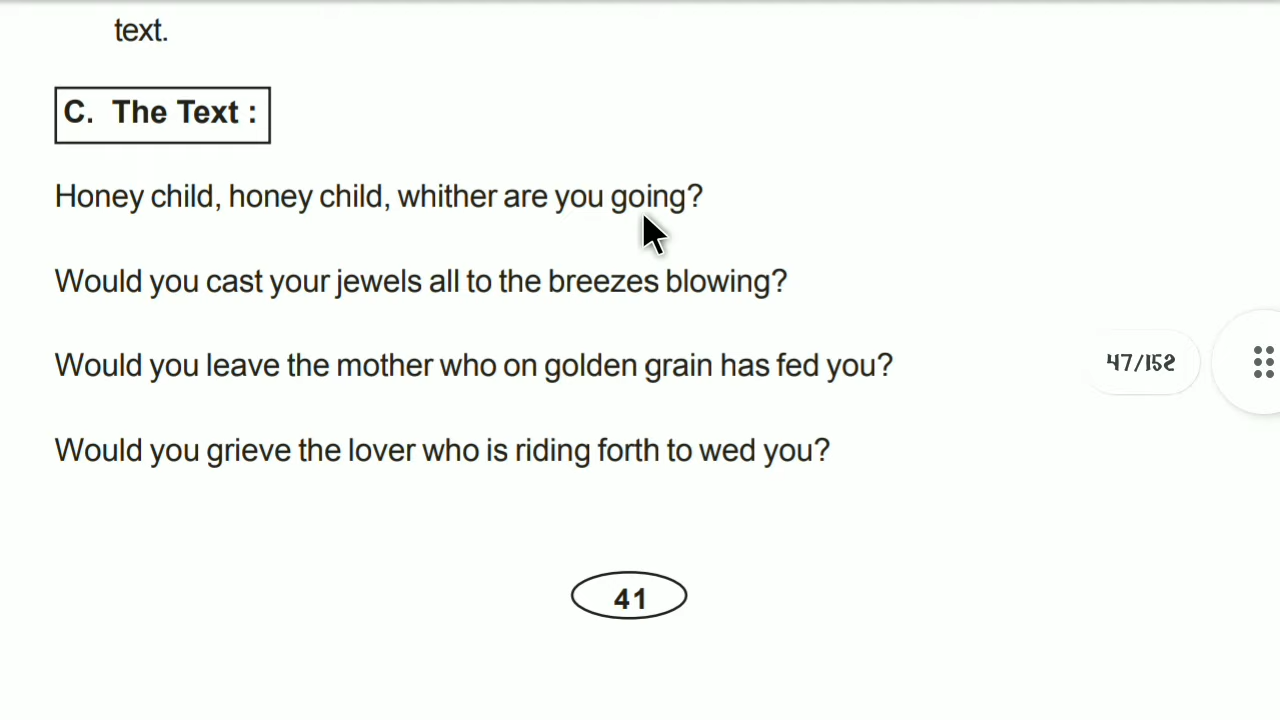 text.
C. The Text :
Honey child, honey child, whither are you going?
Would you cast your jewels all to the breezes blowing?
Would you leave the mother who on golden grain has fed you?
47/152
Would you grieve the lover who is riding forth to wed you?
41